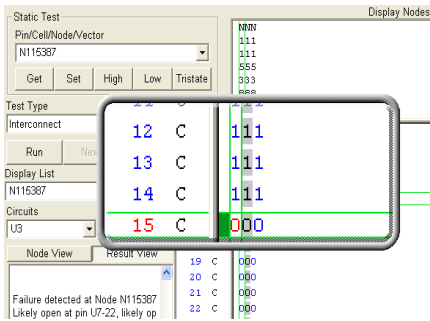 Static Test
Display Nodes
Pin/Cell/Node/Vector
N115387
Get Set High Low Tristate
NNN
111
111
555
333
888
Test Type
Interconnect
Run
Display List
N115387
Circuits
U3
12 C 111
13 C 111
14 C 111
15 C 000
Node View Result View
19 C 000
20 C 000
21 C 000
22 C 000
Failure detected at Node N115387
Likely open at pin U7-22, likely op